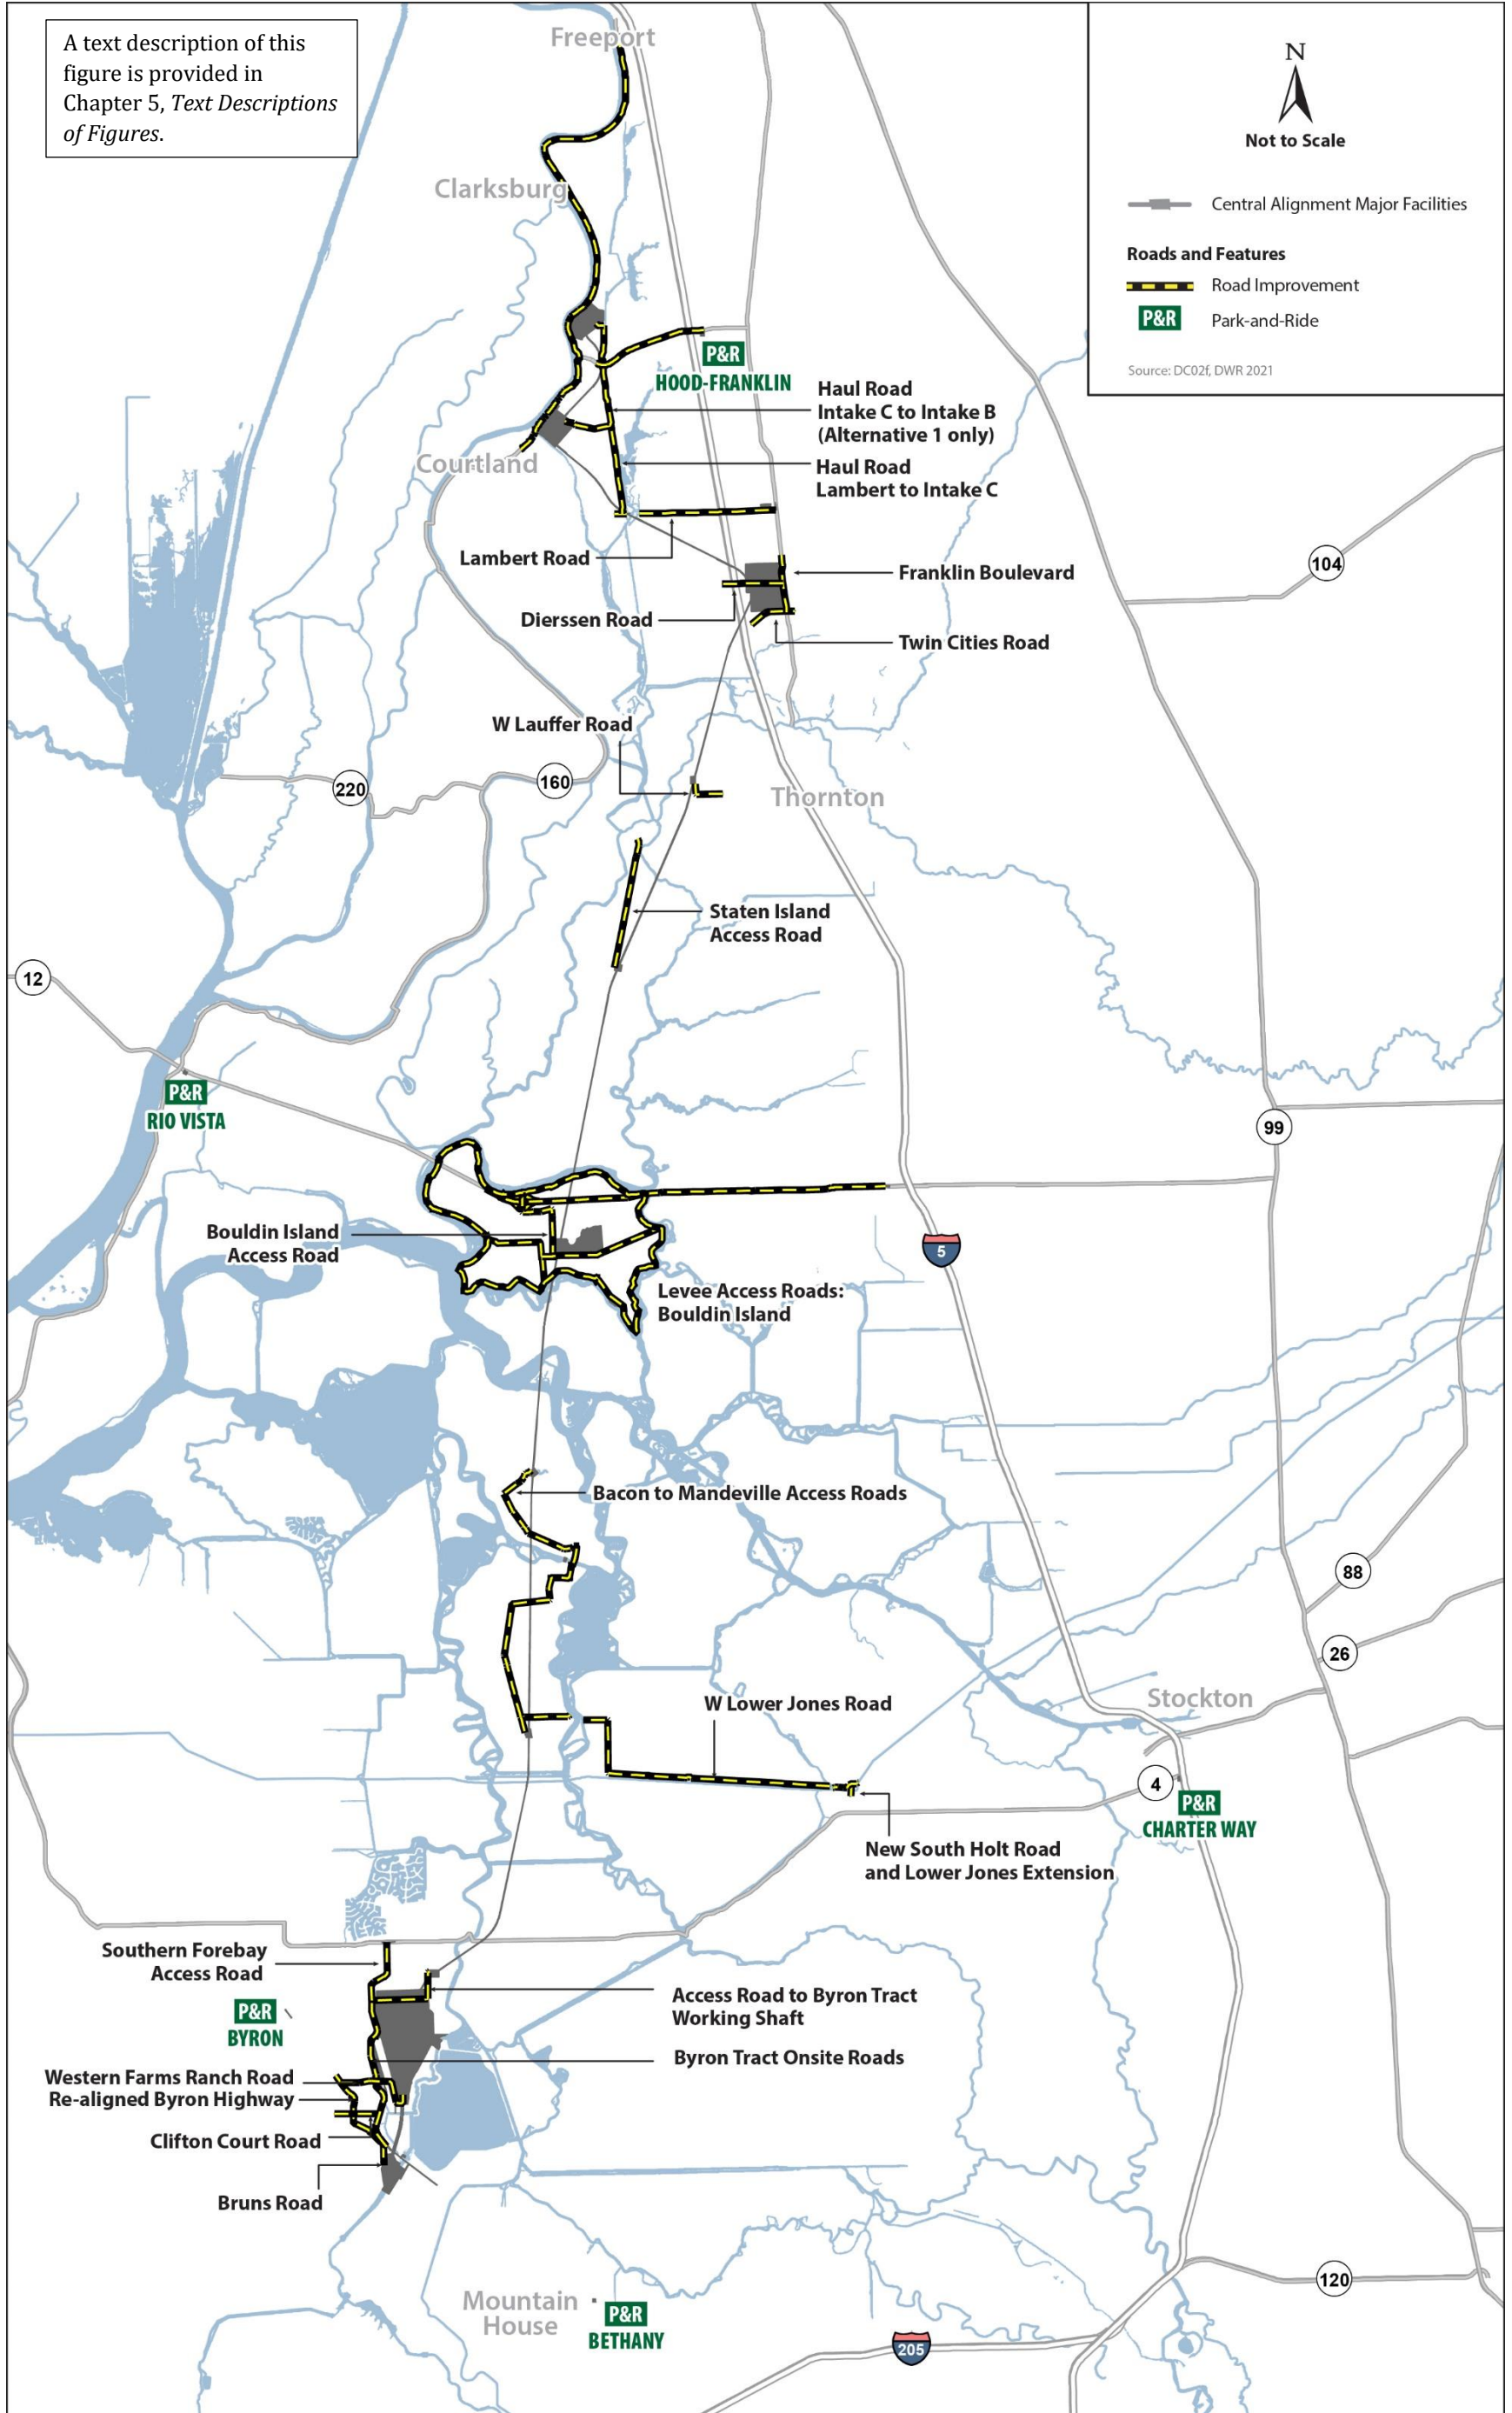 A text description of this
figure is provided in
Chapter 5, Text Descriptions
of Figures.
Freeport
N
Not to Scale
Central Alignment Major Facilities
Roads and Features
Road Improvement
P&R
Park-and-Ride
Source: DC02f, DWR 2021
Clarksburg
P&R
HOOD-FRANKLIN
Haul Road
Intake C to Intake B
(Alternative 1 only)
Courtland
Haul Road
Lambert to Intake C
Lambert Road
104
Franklin Boulevard
Dierssen Road
Twin Cities Road
W Lauffer Road
220
160
Thornton
Staten Island
Access Road
12
P&R
RIO VISTA
99
Bouldin Island
Access Road
5
Levee Access Roads:
Bouldin Island
Bacon to Mandeville Access Roads
88
26
W Lower Jones Road
Stockton
4
P&R
CHARTER WAY
New South Holt Road
and Lower Jones Extension
Southern Forebay
Access Road
P&R
BYRON
Access Road to Byron Tract
Working Shaft
Byron Tract Onsite Roads
Western Farms Ranch Road
Re-aligned Byron Highway
Clifton Court Road
Bruns Road
120
Mountain
House
P&R
BETHANY
205